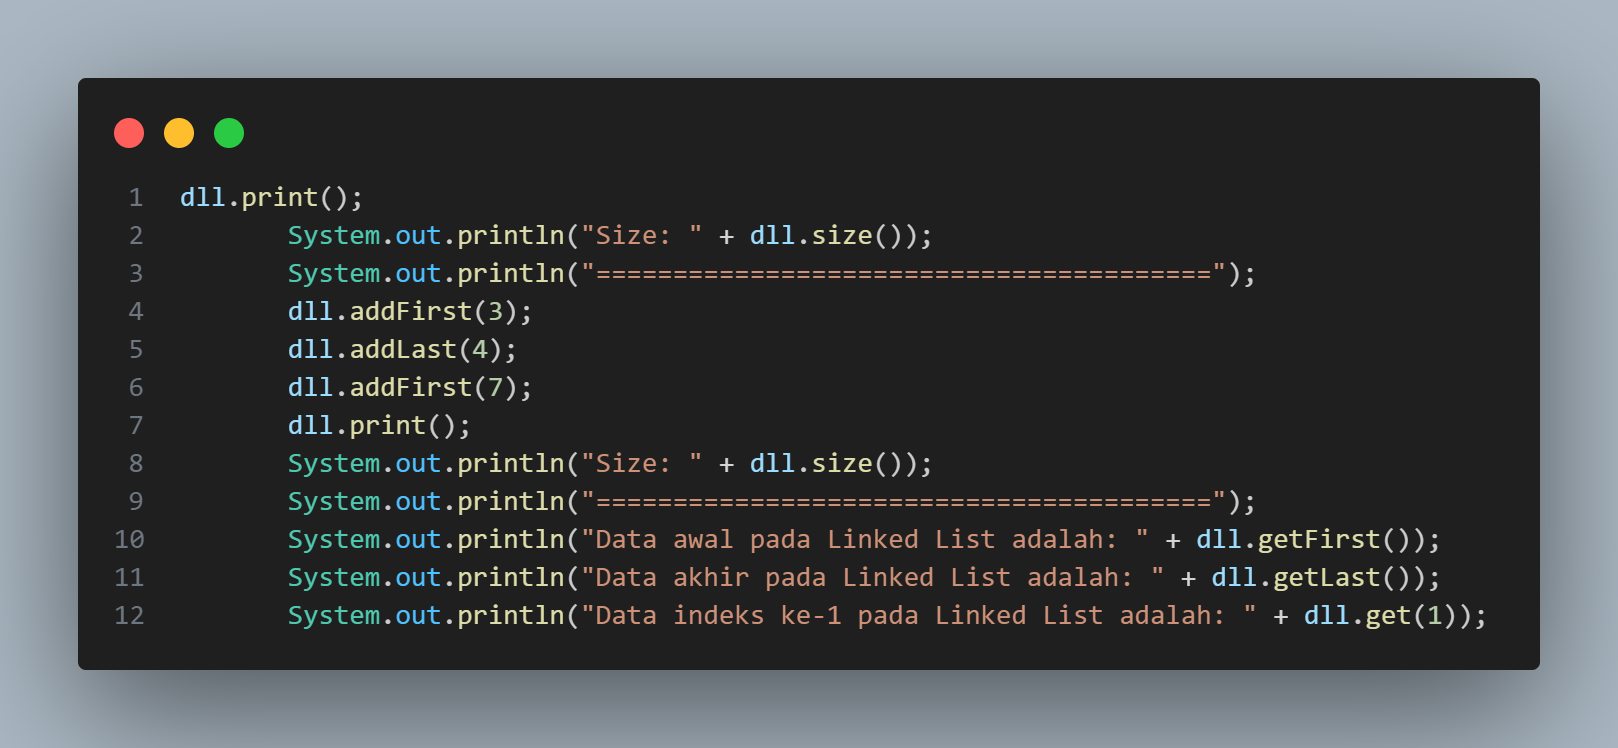 1 dll.print();
2 System.out.println("Size: " + dll.size());
3 System.out.println("========================================");
4 dll.addFirst(3);
5 dll.addLast(4);
6 dll.addFirst(7);
7 dll.print();
8 System.out.println("Size: " + dll.size());
9 System.out.println("========================================");
10 System.out.println("Data awal pada Linked List adalah: " + dll.getFirst());
11 System.out.println("Data akhir pada Linked List adalah: " + dll.getLast());
12 System.out.println("Data indeks ke-1 pada Linked List adalah: " + dll.get(1));